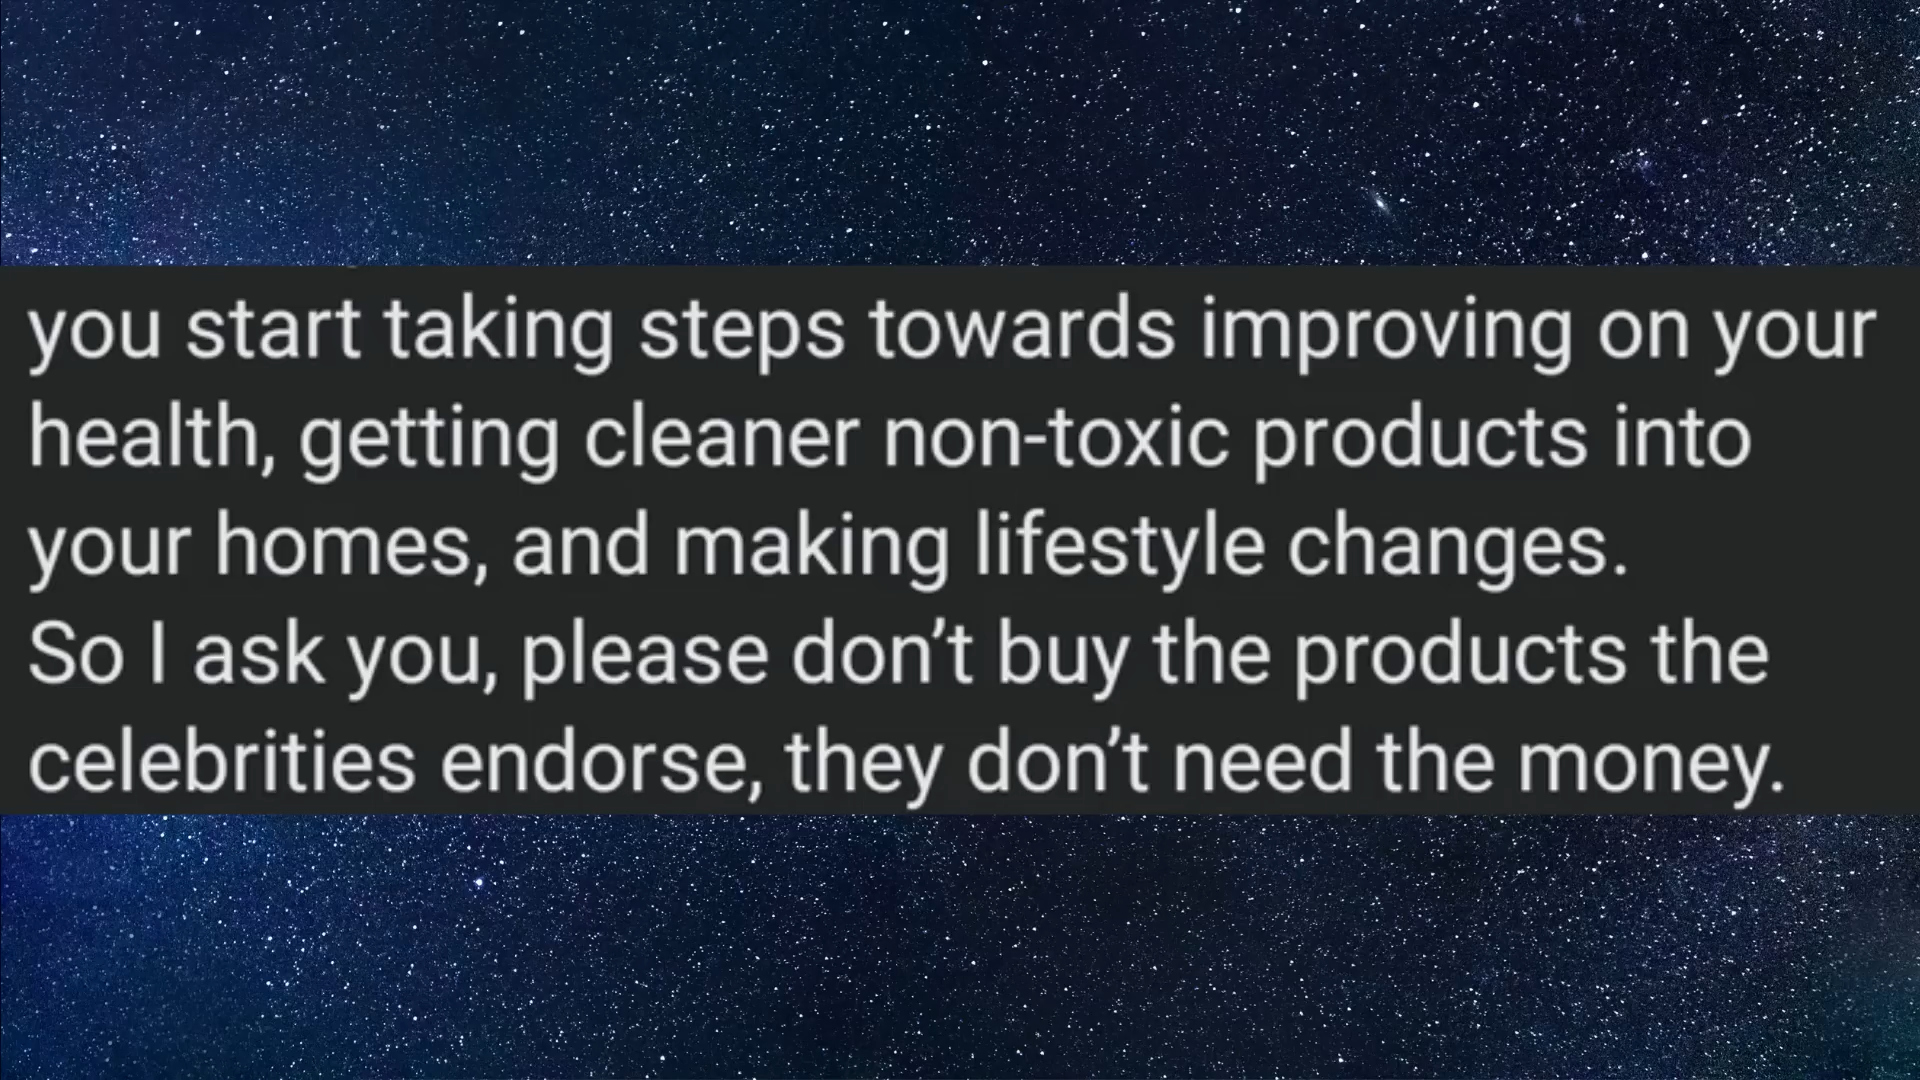 you start taking steps towards improving on your
health, getting cleaner non-toxic products into
your homes, and making lifestyle changes.
So I ask you, please don’t buy the products the
celebrities endorse, they don’t need the money.